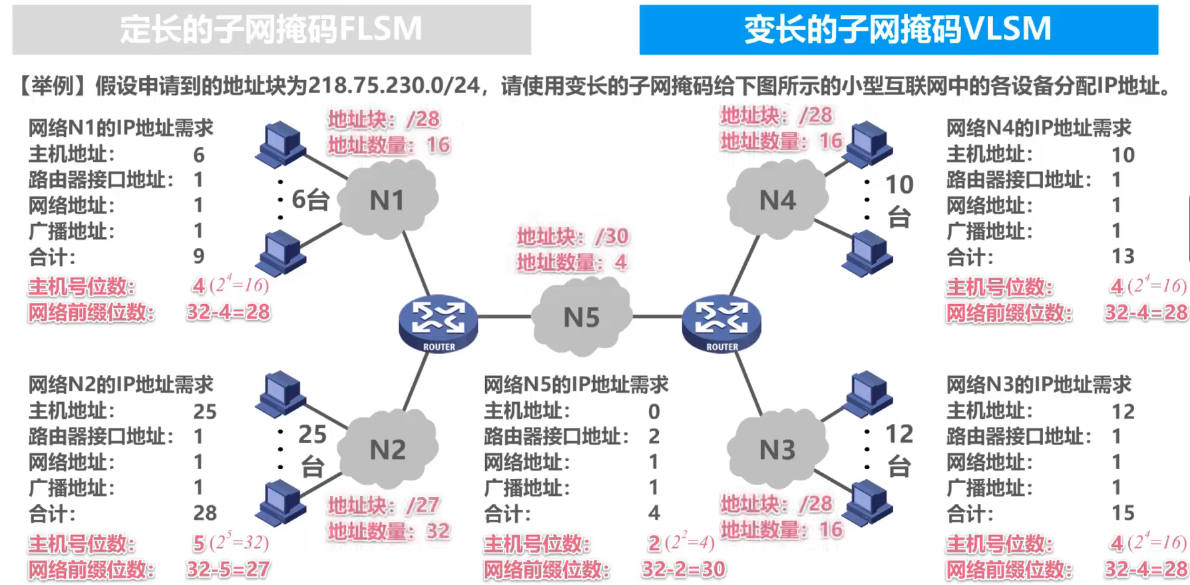 定长的子网掩码FLSM
变长的子网掩码VLSM
【举例】假设申请到的地址块为218.75.230.0/24，请使用变长的子网掩码给下图所示的小型互联网中的各设备分配IP地址。
网络N1的IP地址需求
主机地址： 6
路由器接口地址： 1
网络地址： 1
广播地址： 1
合计： 9
主机号位数： 4 (2^4=16)
网络前缀位数： 32-4=28
地址块：/28
地址数量：16
6台
N1
地址块：/28
地址数量：16
N4
10
台
网络N4的IP地址需求
主机地址： 10
路由器接口地址： 1
网络地址： 1
广播地址： 1
合计： 13
主机号位数： 4 (2^4=16)
网络前缀位数： 32-4=28
地址块：/30
地址数量：4
N5
ROUTER
ROUTER
网络N2的IP地址需求
主机地址： 25
路由器接口地址： 1
网络地址： 1
广播地址： 1
合计： 28
主机号位数： 5 (2^5=32)
网络前缀位数： 32-5=27
25
台
N2
地址块：/27
地址数量：32
网络N5的IP地址需求
主机地址： 0
路由器接口地址： 2
网络地址： 1
广播地址： 1
合计： 4
主机号位数： 2 (2^2=4)
网络前缀位数： 32-2=30
N3
12
台
地址块：/28
地址数量：16
网络N3的IP地址需求
主机地址： 12
路由器接口地址： 1
网络地址： 1
广播地址： 1
合计： 15
主机号位数： 4 (2^4=16)
网络前缀位数： 32-4=28